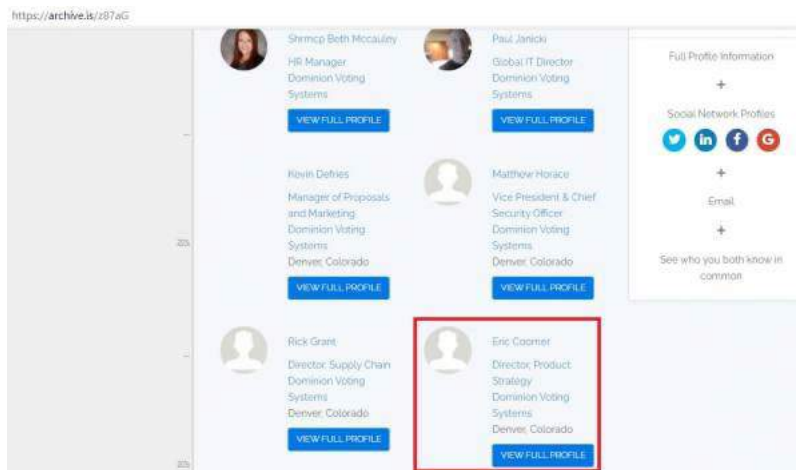 https://archive.is/z87aG
Shrmcp Beth Mccauley
HR Manager
Dominion Voting
Systems
VIEW FULL PROFILE
Paul Janicki
Global IT Director
Dominion Voting
Systems
VIEW FULL PROFILE
Kevin Defries
Manager of Proposals
and Marketing
Dominion Voting
Systems
Denver, Colorado
VIEW FULL PROFILE
Matthew Horace
Vice President & Chief
Security Officer
Dominion Voting
Systems
Denver, Colorado
VIEW FULL PROFILE
Rick Grant
Director, Supply Chain
Dominion Voting
Systems
Denver, Colorado
VIEW FULL PROFILE
Eric Coomer
Director, Product
Strategy
Dominion Voting
Systems
Denver, Colorado
VIEW FULL PROFILE
Full Profile Information
+
Social Network Profiles
in f G
+
Email
+
See who you both know in
common